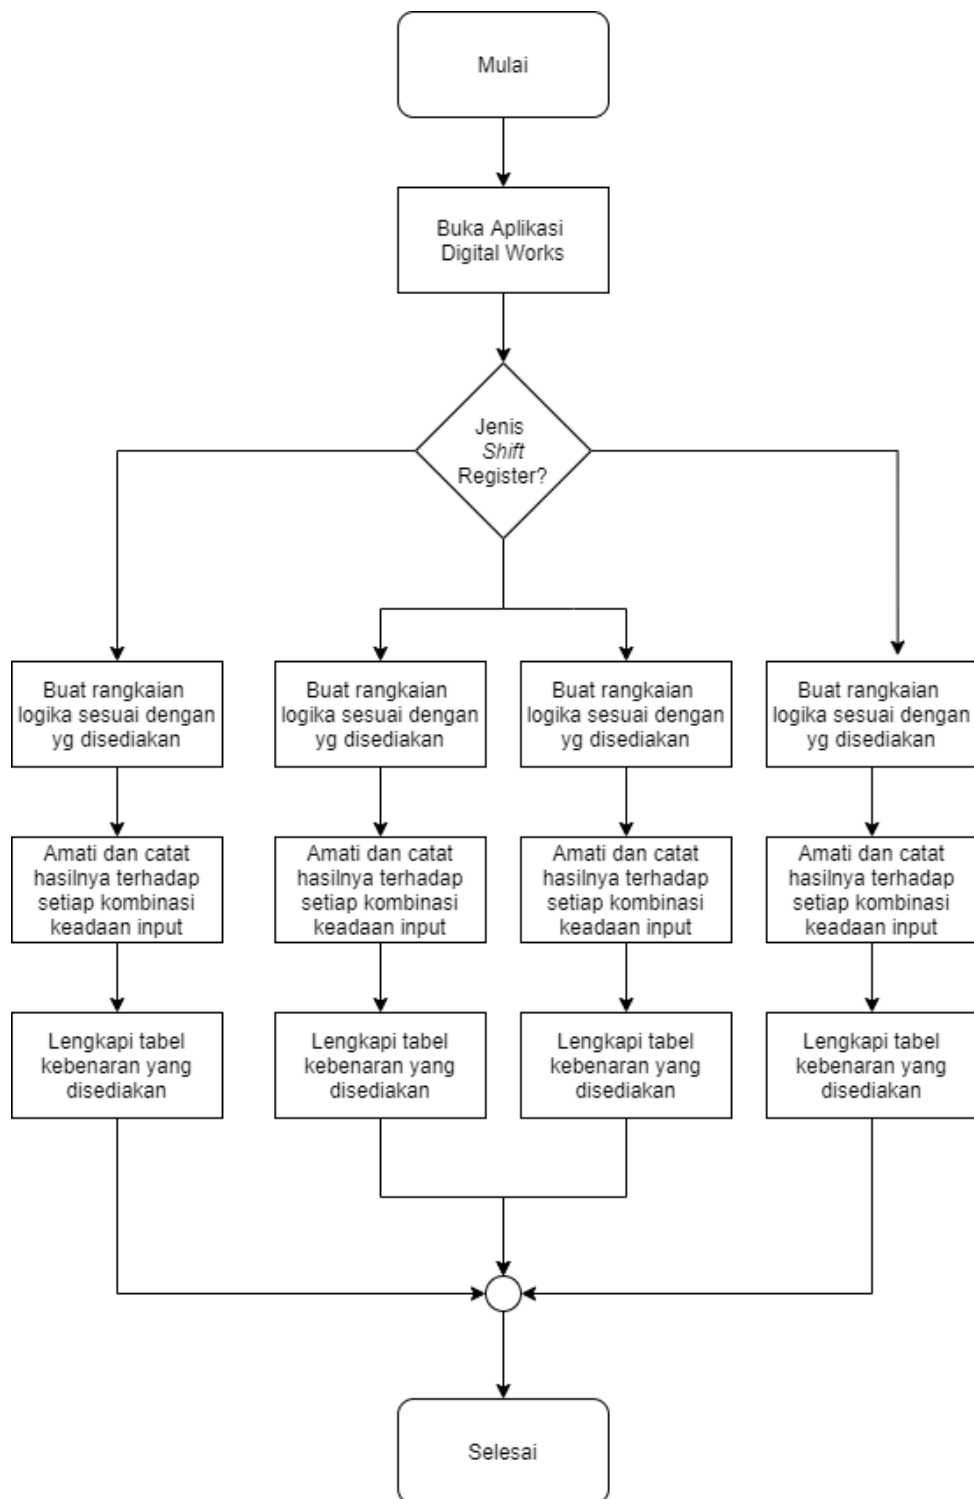 Mulai
Buka Aplikasi
Digital Works
Jenis
Shift
Register?
Buat rangkaian
logika sesuai dengan
yg disediakan
Buat rangkaian
logika sesuai dengan
yg disediakan
Buat rangkaian
logika sesuai dengan
yg disediakan
Buat rangkaian
logika sesuai dengan
yg disediakan
Amati dan catat
hasilnya terhadap
setiap kombinasi
keadaan input
Amati dan catat
hasilnya terhadap
setiap kombinasi
keadaan input
Amati dan catat
hasilnya terhadap
setiap kombinasi
keadaan input
Amati dan catat
hasilnya terhadap
setiap kombinasi
keadaan input
Lengkapi tabel
kebenaran yang
disediakan
Lengkapi tabel
kebenaran yang
disediakan
Lengkapi tabel
kebenaran yang
disediakan
Lengkapi tabel
kebenaran yang
disediakan
Selesai